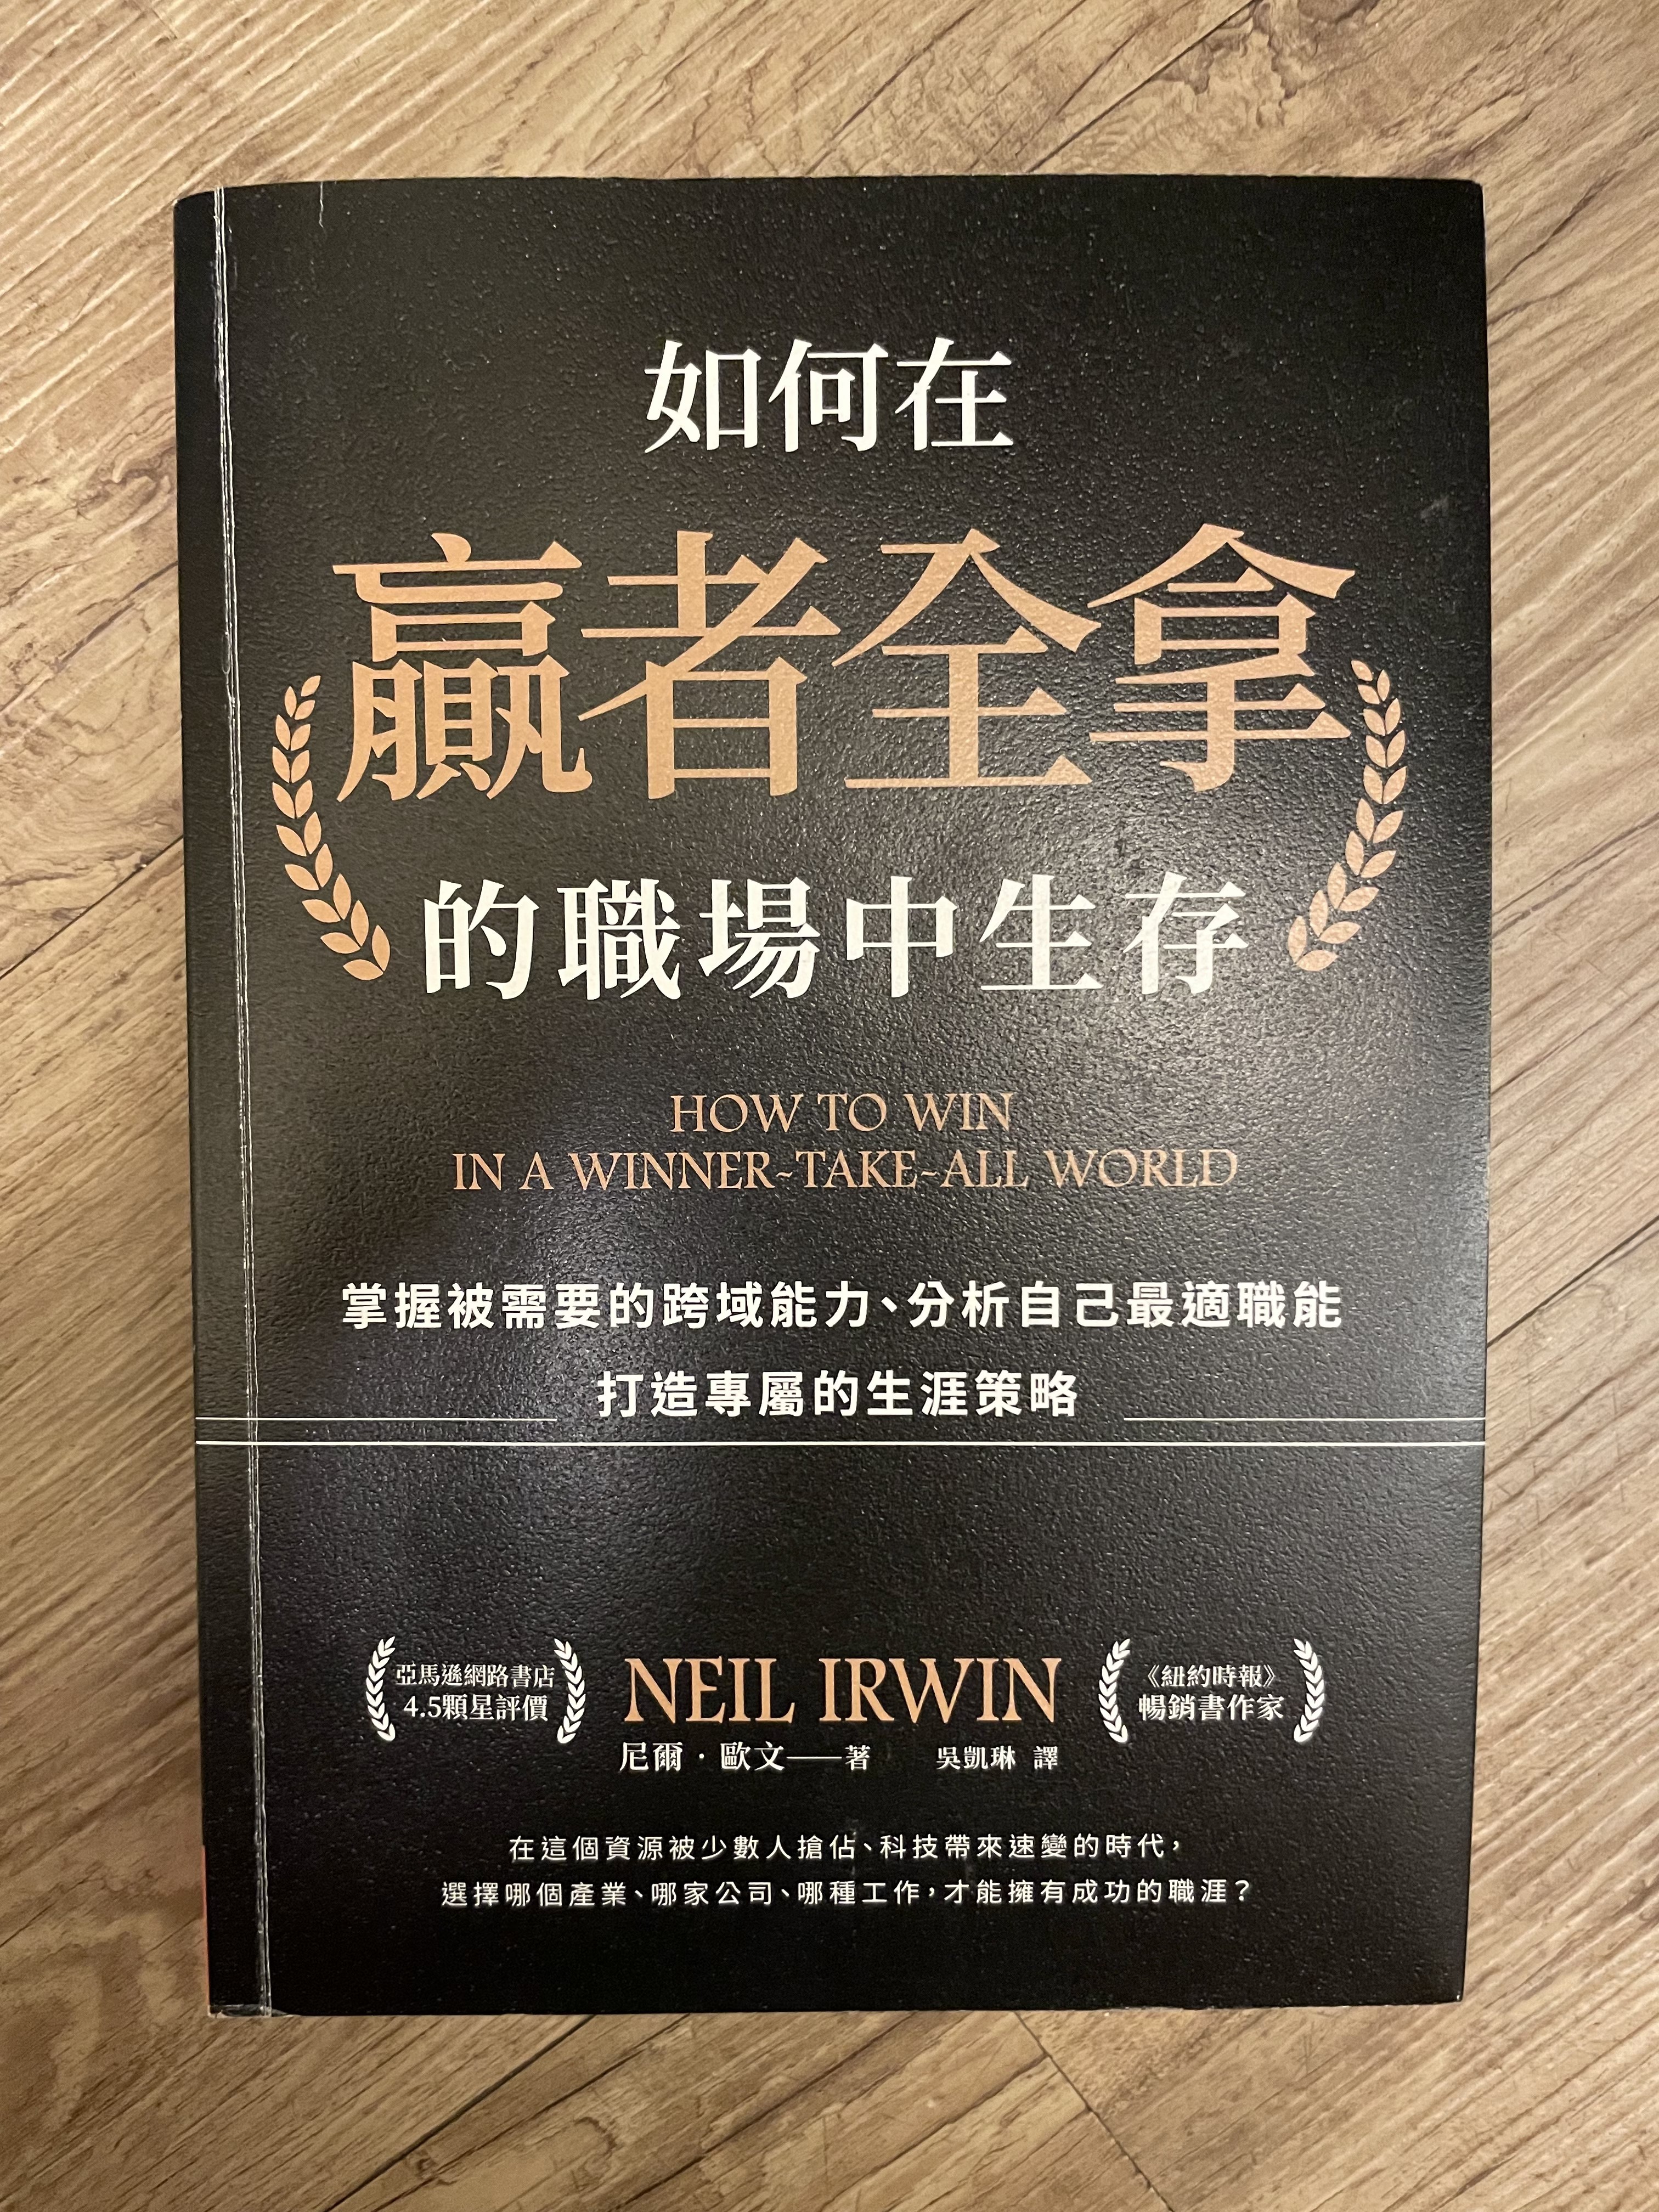 如何在
贏者全拿
的職場中生存
HOW TO WIN
IN A WINNER-TAKE-ALL WORLD
掌握被需要的跨域能力、分析自己最適職能
打造專屬的生涯策略
亞馬遜網路書店
4.5顆星評價
NEIL IRWIN
尼爾·歐文——著 吳凱琳 譯
《紐約時報》
暢銷書作家
在這個資源被少數人搶佔、科技帶來速變的時代，
選擇哪個產業、哪家公司、哪種工作，才能擁有成功的職涯？